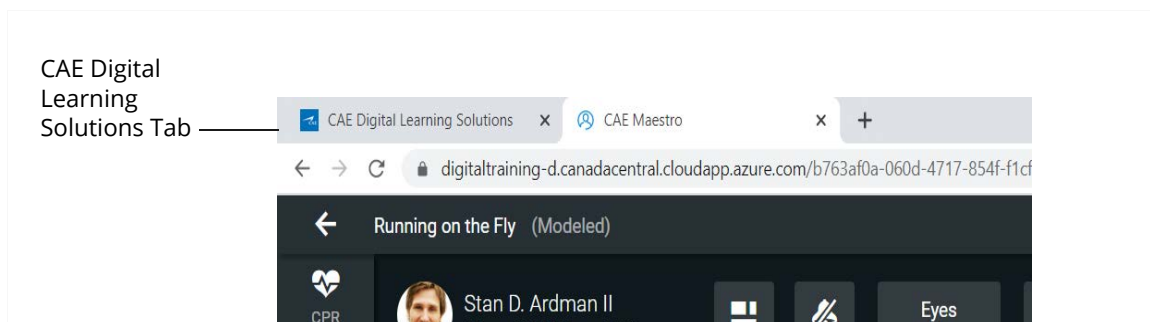 CAE Digital
Learning
Solutions Tab
CAE Digital Learning Solutions
CAE Maestro
digitaltraining-d.canadacentral.cloudapp.azure.com/b763af0a-060d-4717-854f-f1cf
Running on the Fly (Modeled)
CPR
Stan D. Ardman II
Eyes